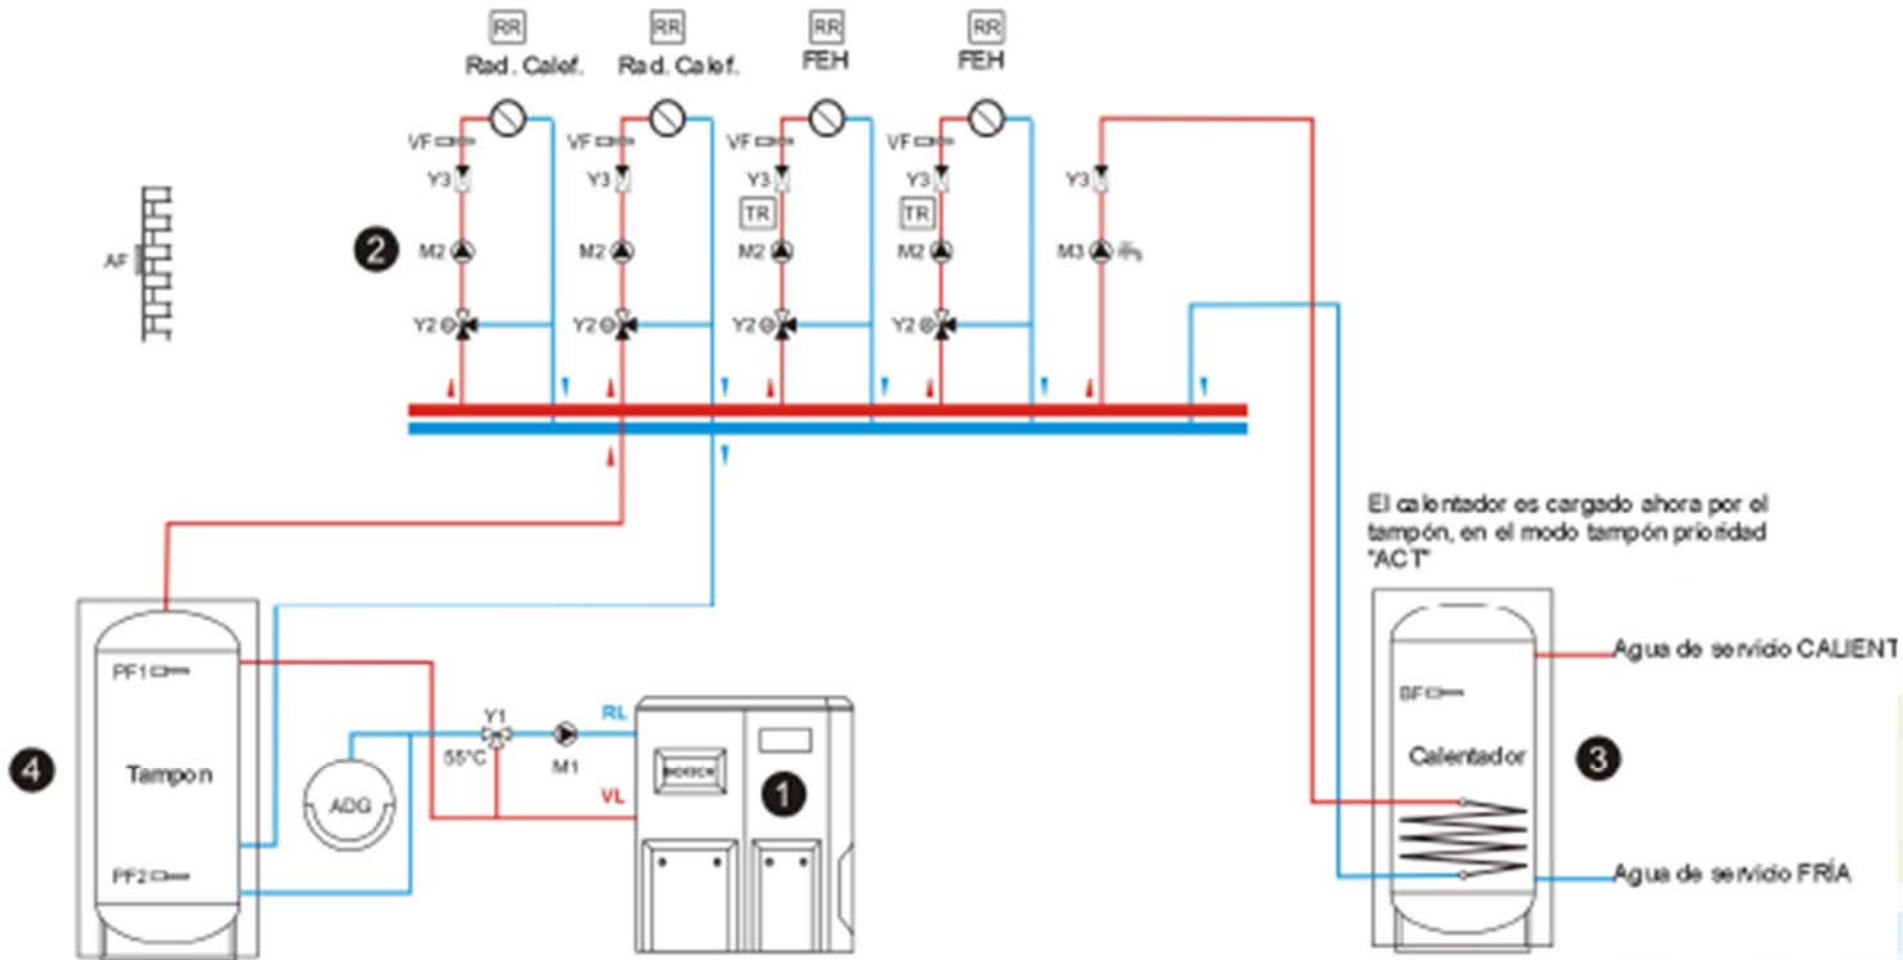 RR RR RR RR
Rad. Calef. Rad. Calef. FEH FEH
VF VF VF VF
Y3 Y3 Y3 Y3 Y3
TR TR
AF 2 M2 M2 M2 M2 M3
Y2 Y2 Y2 Y2
El calentador es cargado ahora por el
tampón, en el modo tampón prioridad
"ACT"
Agua de servicio CALIENT
PF1
BF
Y1 RL
55°C M1
4 Tampon ADG VL 1 Calentador 3
PF2
Agua de servicio FRÍA